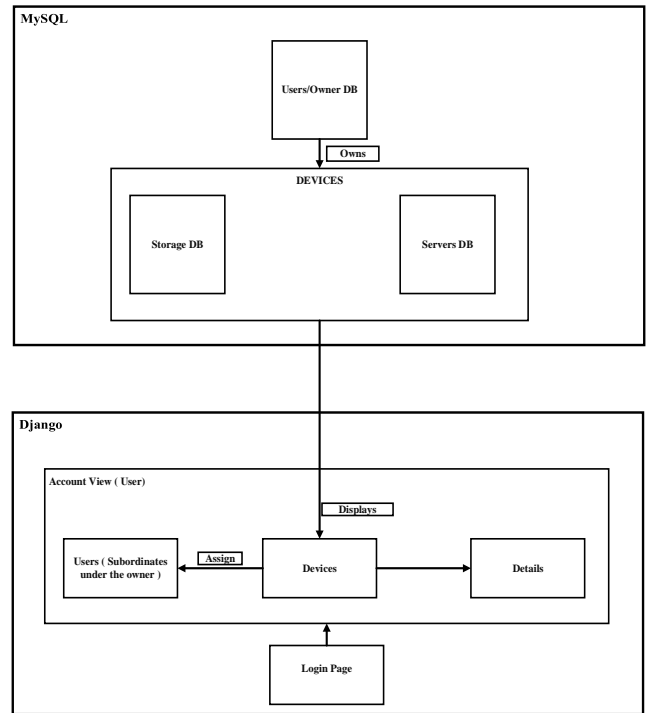 MySQL
Users/Owner DB
Owns
DEVICES
Storage DB
Servers DB
Django
Account View ( User)
Displays
Users ( Subordinates
under the owner )
Assign
Devices
Details
Login Page